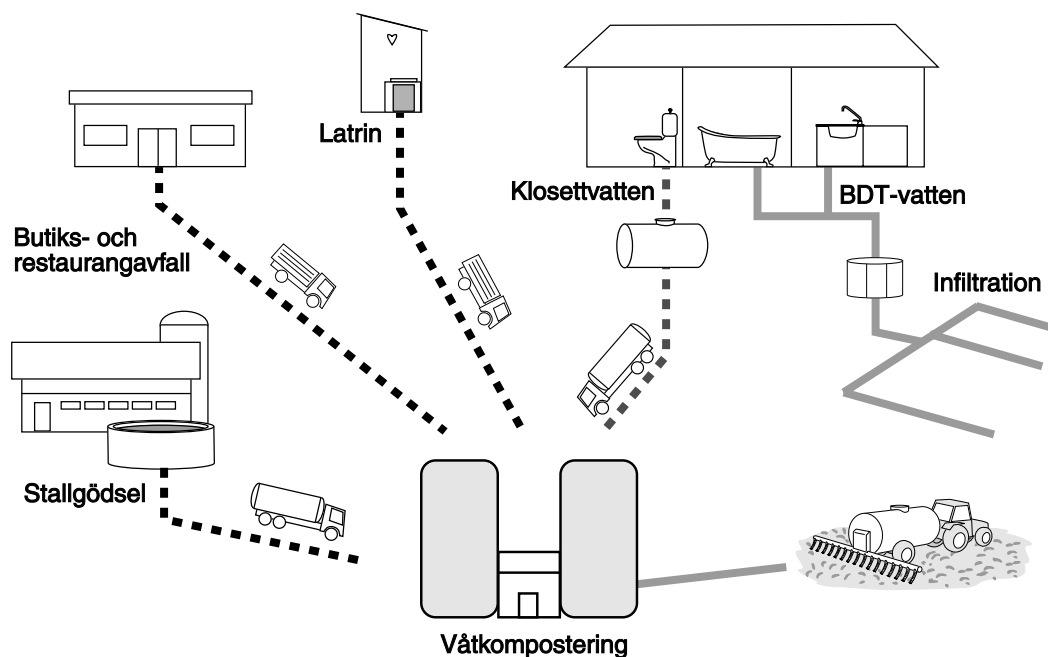 Latrin
Klosettvatten
BDT-vatten
Butiks- och
restaurangavfall
Infiltration
Stallgödsel
Våtkompostering